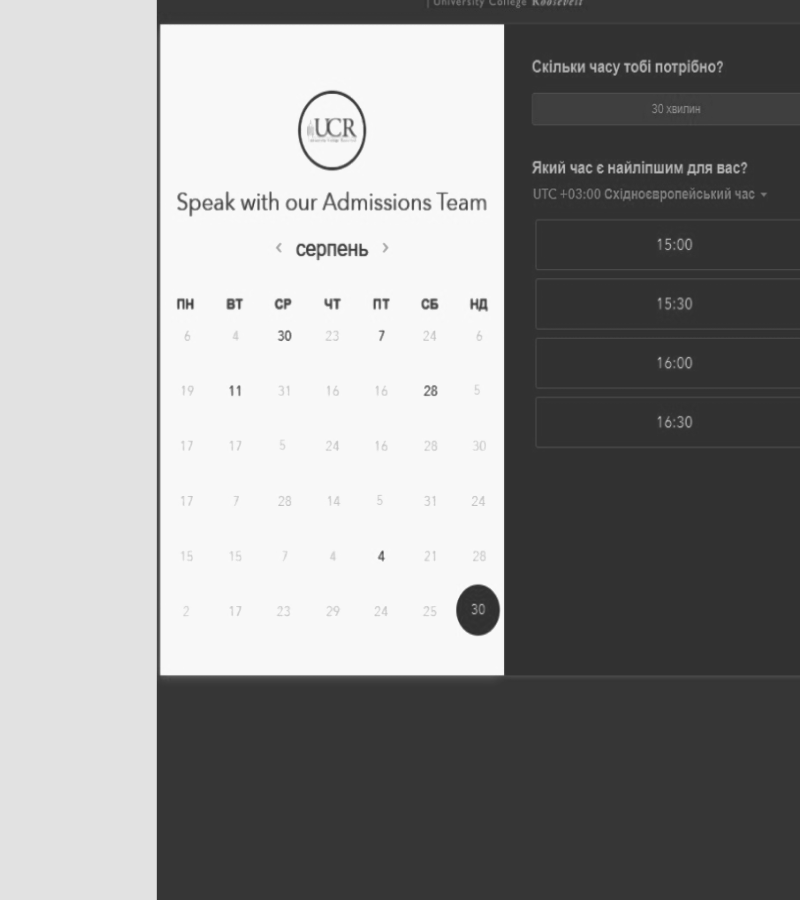 | University College Roosevelt
UCR
Speak with our Admissions Team
‹ серпень ›
ПН ВТ СР ЧТ ПТ СБ НД
6 4 30 23 7 24 6
19 11 31 16 16 28 5
17 17 5 24 16 28 30
17 7 28 14 5 31 24
15 15 7 4 4 21 28
2 17 23 29 24 25 30
Скільки часу тобі потрібно?
30 хвилин
Який час є найліпшим для вас?
UTC +03:00 Східноєвропейський час
15:00
15:30
16:00
16:30